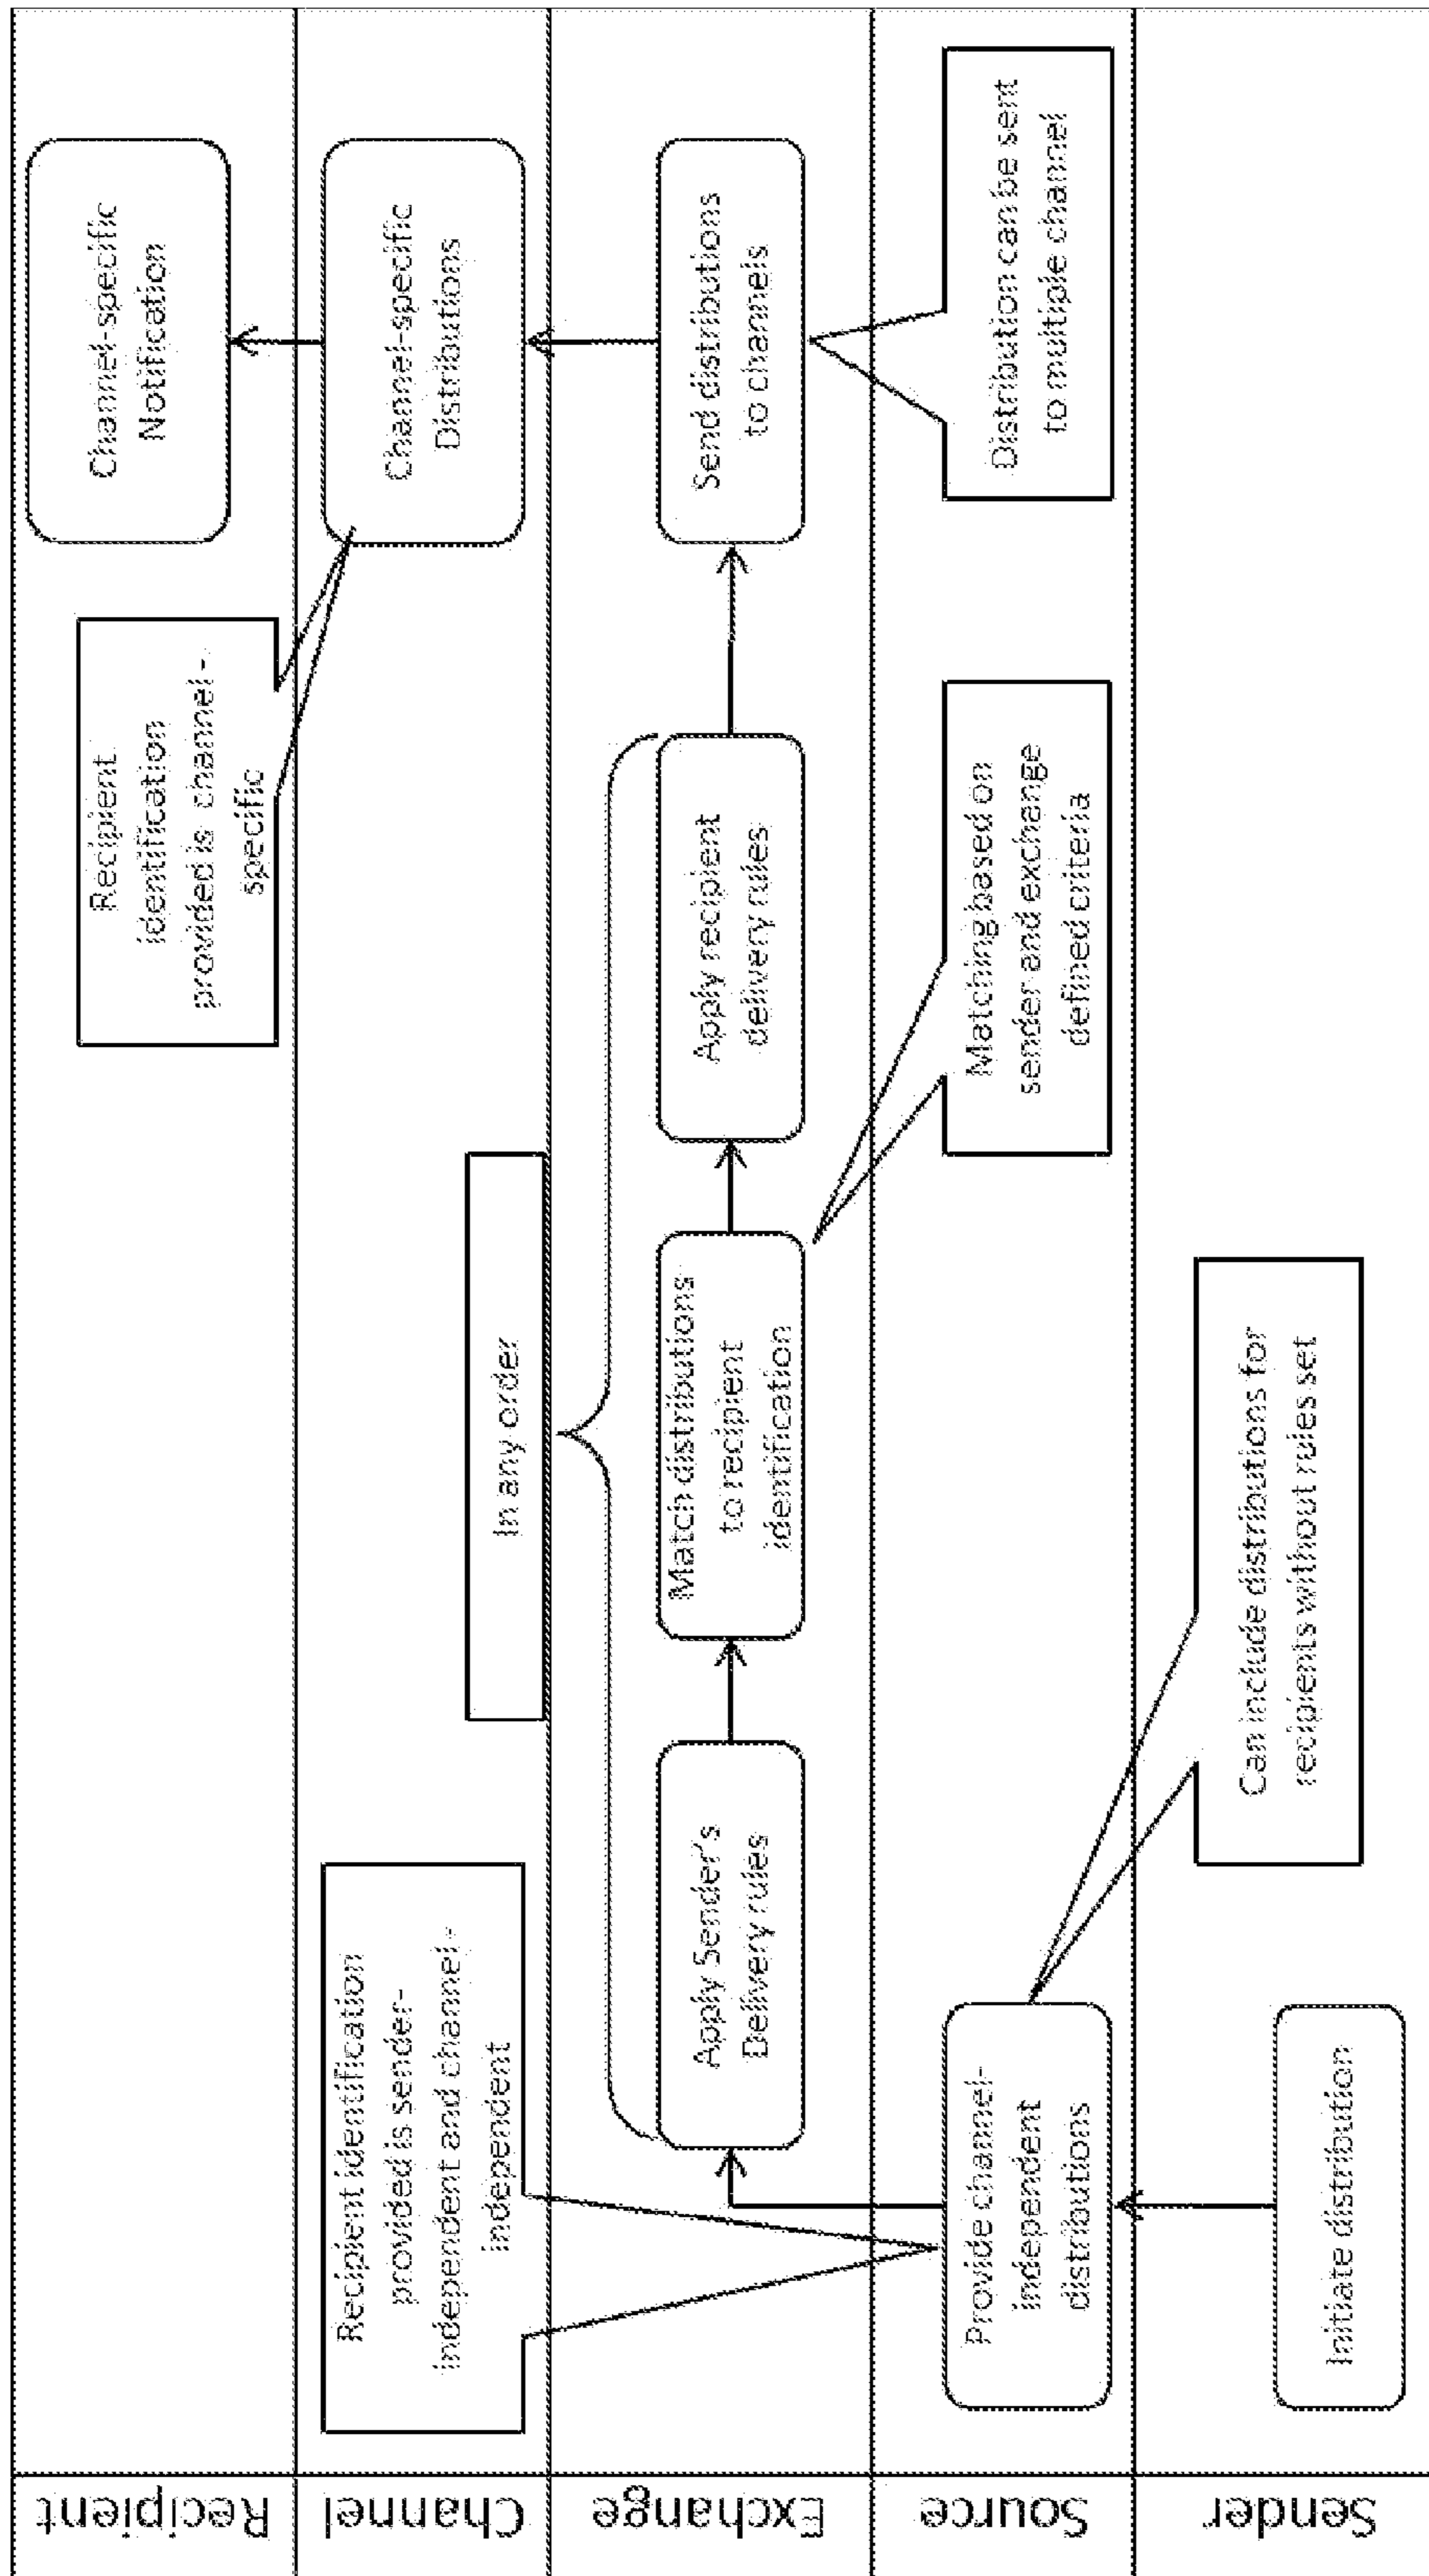 Recipient
Channel
Exchange
Source
Sender
Recipient identification
provided is sender-
independent and channel-
independent
In any order
Recipient
identification
provided is channel -
specific
Channel-specific
Notification
Channel-specific
Distributions
Apply Sender's
Delivery rules
Match distributions
to recipient
identification
Apply recipient
delivery rules
Send distributions
to channels
Provide channel-
independent
distributions
Matching based on
sender and exchange
defined criteria
Distribution can be sent
to multiple channel
Initiate distribution
Can include distributions for
recipients without rules set